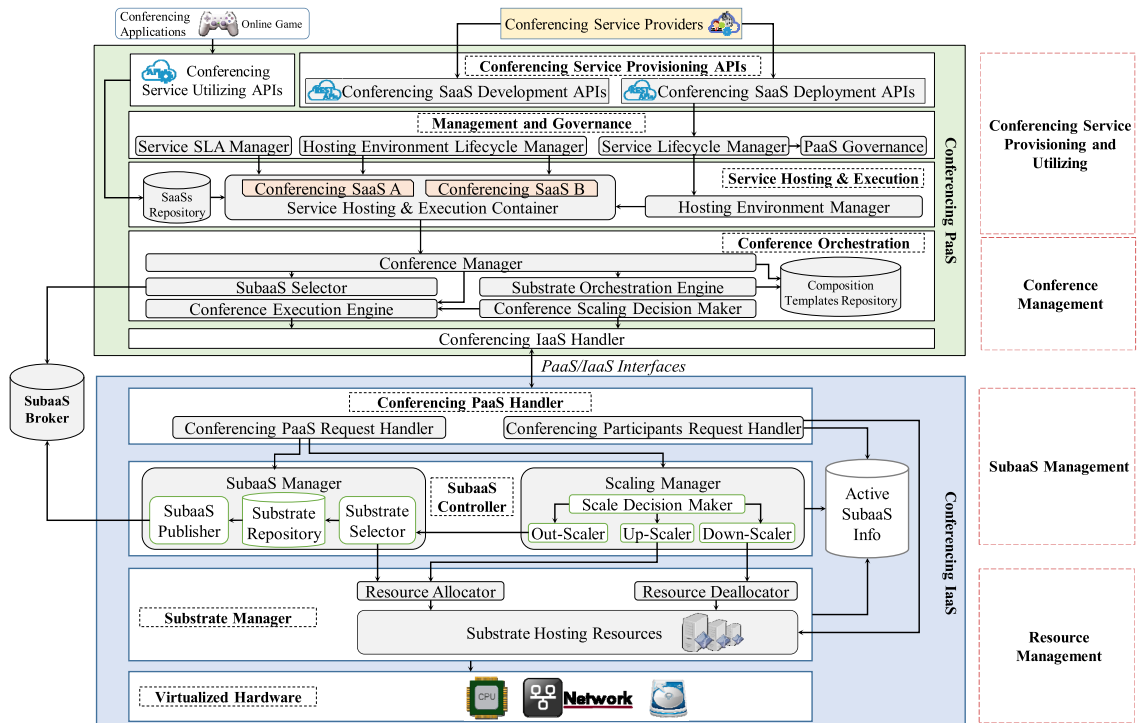 Conferencing
Applications
Online Game
Conferencing Service Providers
API
Conferencing
Service Utilizing APIs
Conferencing Service Provisioning APIs
REST
APIs
Conferencing SaaS Development APIs
REST
APIs
Conferencing SaaS Deployment APIs
Management and Governance
Service SLA Manager
Hosting Environment Lifecycle Manager
Service Lifecycle Manager
PaaS Governance
Service Hosting & Execution
SaaSs
Repository
Conferencing SaaS A
Conferencing SaaS B
Service Hosting & Execution Container
Hosting Environment Manager
Conference Orchestration
Conference Manager
SubaaS Selector
Substrate Orchestration Engine
Conference Execution Engine
Conference Scaling Decision Maker
Composition
Templates Repository
Conferencing IaaS Handler
Conferencing PaaS
PaaS/IaaS Interfaces
SubaaS
Broker
Conferencing PaaS Handler
Conferencing PaaS Request Handler
Conferencing Participants Request Handler
SubaaS Manager
SubaaS
Controller
Scaling Manager
SubaaS
Publisher
Substrate
Repository
Substrate
Selector
Scale Decision Maker
Out-Scaler
Up-Scaler
Down-Scaler
Active
SubaaS
Info
Resource Allocator
Resource Deallocator
Substrate Manager
Substrate Hosting Resources
Virtualized Hardware
CPU
Network
Conferencing IaaS
Conferencing Service
Provisioning and
Utilizing
Conference
Management
SubaaS Management
Resource
Management